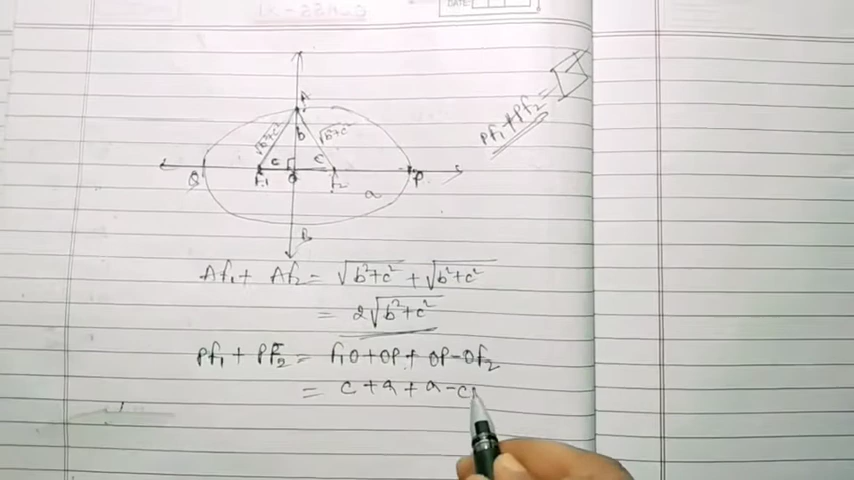 DATE
PF₁+PF₂ =
A
√b²+c² b √b²+c²
c c
Q F₁ O F₂ P
a
B
AF₁ + AF₂ = √b²+c² + √b²+c²
= 2√b²+c²
PF₁ + PF₂ = F₁O + OP + OP - OF₂
= c + a + a - c